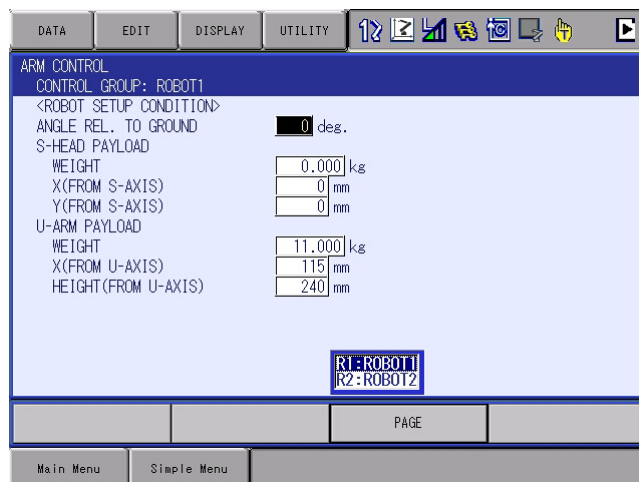 DATA EDIT DISPLAY UTILITY
ARM CONTROL
CONTROL GROUP: ROBOT1
<ROBOT SETUP CONDITION>
ANGLE REL. TO GROUND 0 deg.
S-HEAD PAYLOAD
WEIGHT 0.000 kg
X(FROM S-AXIS) 0 mm
Y(FROM S-AXIS) 0 mm
U-ARM PAYLOAD
WEIGHT 11.000 kg
X(FROM U-AXIS) 115 mm
HEIGHT(FROM U-AXIS) 240 mm
R1:ROBOT1
R2:ROBOT2
PAGE
Main Menu Simple Menu